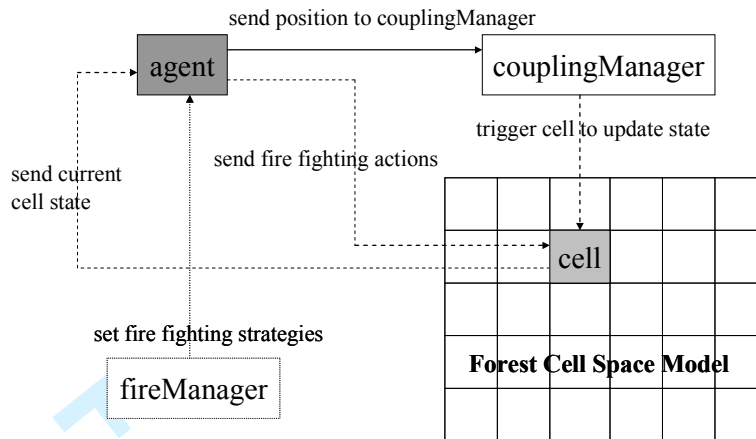 send position to couplingManager
agent
couplingManager
trigger cell to update state
send fire fighting actions
send current
cell state
cell
set fire fighting strategies
Forest Cell Space Model
fireManager